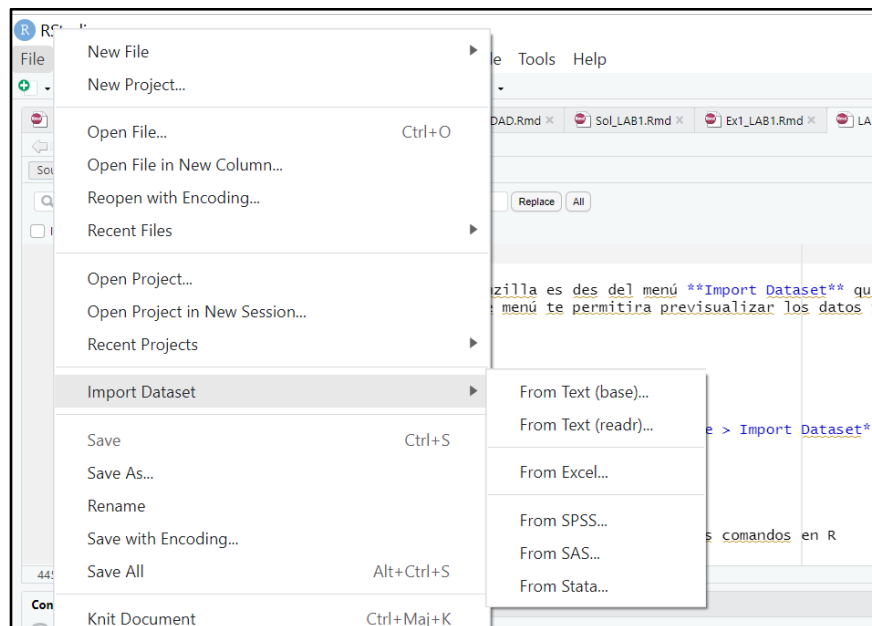 R
File Tools Help
New File
New Project...
DAD.Rmd × Sol_LAB1.Rmd × Ex1_LAB1.Rmd × LA
Open File... Ctrl+O
Open File in New Column...
Reopen with Encoding...
Replace All
Recent Files
Open Project...
nzilla es des del menú **Import Dataset** qu
Open Project in New Session...
menú te permitira previsualizar los datos
Recent Projects
Import Dataset
From Text (base)...
From Text (readr)...
e > Import Dataset*
From Excel...
From SPSS...
From SAS...
From Stata...
Save Ctrl+S
Save As...
Rename
Save with Encoding...
s comandos en R
Save All Alt+Ctrl+S
445
Con
Knit Document Ctrl+Maj+K